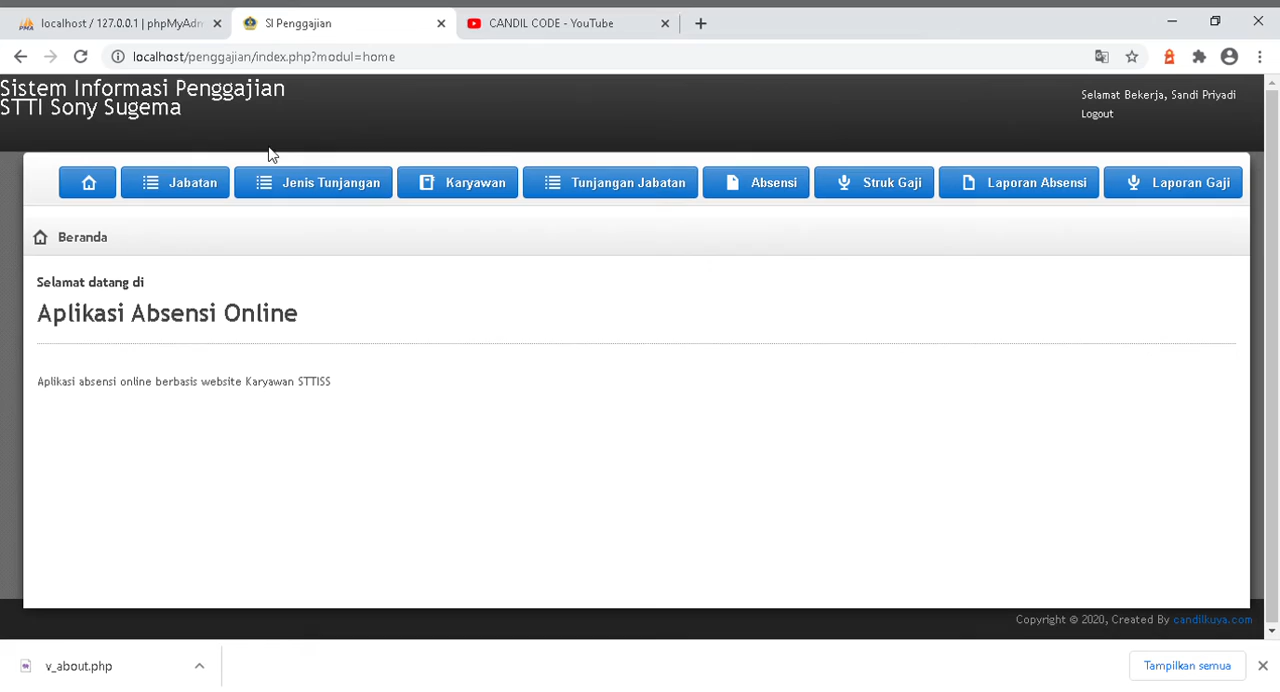 localhost / 127.0.0.1 | phpMyAdm
SI Penggajian
CANDIL CODE - YouTube
localhost/penggajian/index.php?modul=home
Sistem Informasi Penggajian
STTI Sony Sugema
Selamat Bekerja, Sandi Priyadi
Logout
Jabatan
Jenis Tunjangan
Karyawan
Tunjangan Jabatan
Absensi
Struk Gaji
Laporan Absensi
Laporan Gaji
Beranda
Selamat datang di
Aplikasi Absensi Online
Aplikasi absensi online berbasis website Karyawan STTISS
Copyright © 2020, Created By candilkuya.com
v_about.php
Tampilkan semua